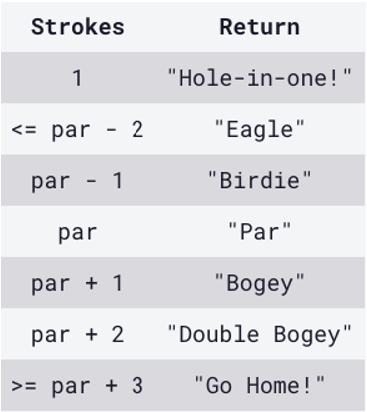 Strokes Return
1 "Hole-in-one!"
<= par - 2 "Eagle"
par - 1 "Birdie"
par "Par"
par + 1 "Bogey"
par + 2 "Double Bogey"
>= par + 3 "Go Home!"